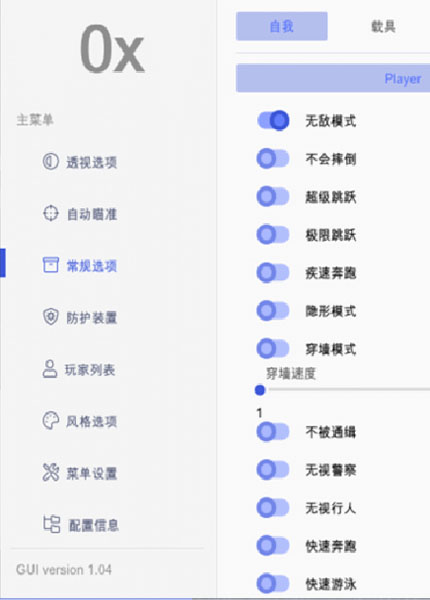 0x
主菜单
透视选项
自动瞄准
常规选项
防护装置
玩家列表
风格选项
菜单设置
配置信息
GUI version 1.04
自我 载具
Player
无敌模式
不会摔倒
超级跳跃
极限跳跃
疾速奔跑
隐形模式
穿墙模式
穿墙速度
1
不被通缉
无视警察
无视行人
快速奔跑
快速游泳